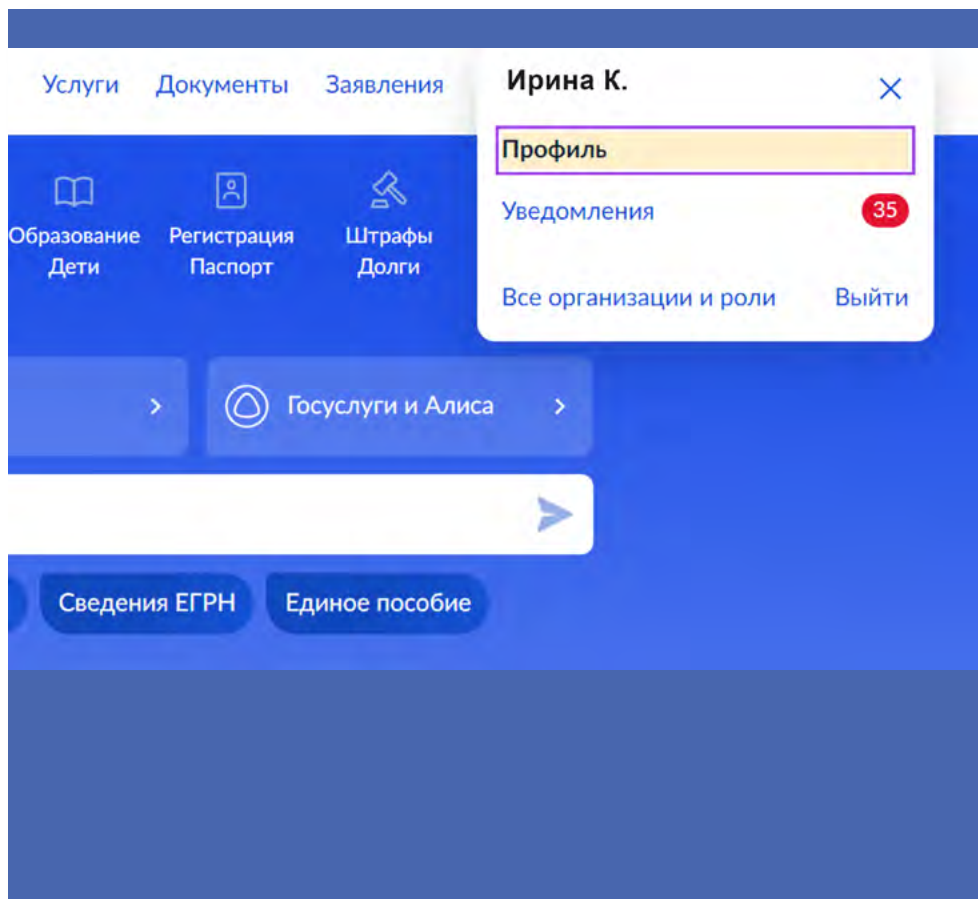 Услуги Документы Заявления
Ирина К.
Профиль
Уведомления 35
Все организации и роли Выйти
Образование Дети
Регистрация Паспорт
Штрафы Долги
Госуслуги и Алиса
Сведения ЕГРН Единое пособие